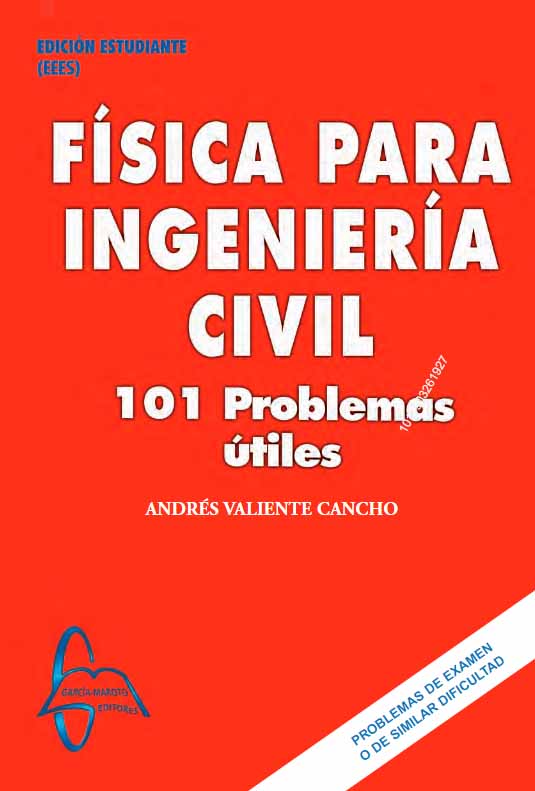 EDICIÓN ESTUDIANTE
(EEES)
FÍSICA PARA
INGENIERÍA
CIVIL
101 Problemas
útiles
ANDRÉS VALIENTE CANCHO
GARCÍA-MAROTO
EDITORES
PROBLEMAS DE EXAMEN
O DE SIMILAR DIFICULTAD